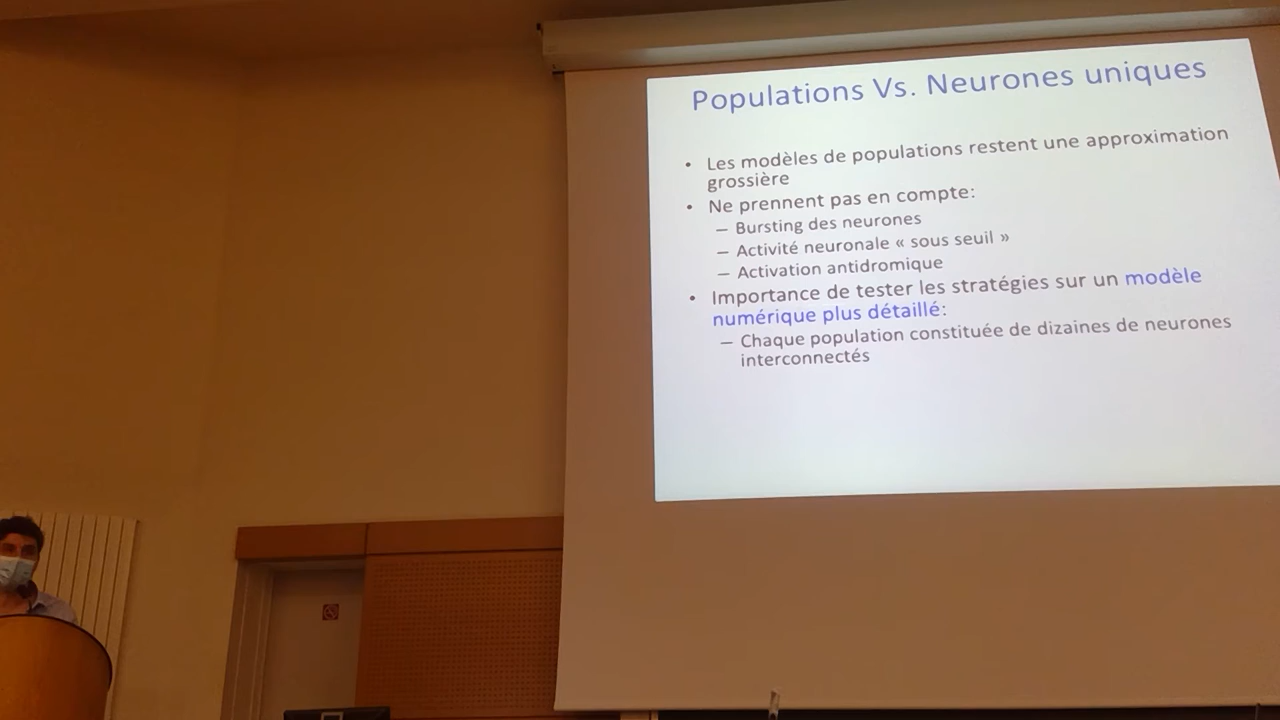 Populations Vs. Neurones uniques
• Les modèles de populations restent une approximation
grossière
• Ne prennent pas en compte:
– Bursting des neurones
– Activité neuronale « sous seuil »
– Activation antidromique
• Importance de tester les stratégies sur un modèle
numérique plus détaillé:
– Chaque population constituée de dizaines de neurones
interconnectés